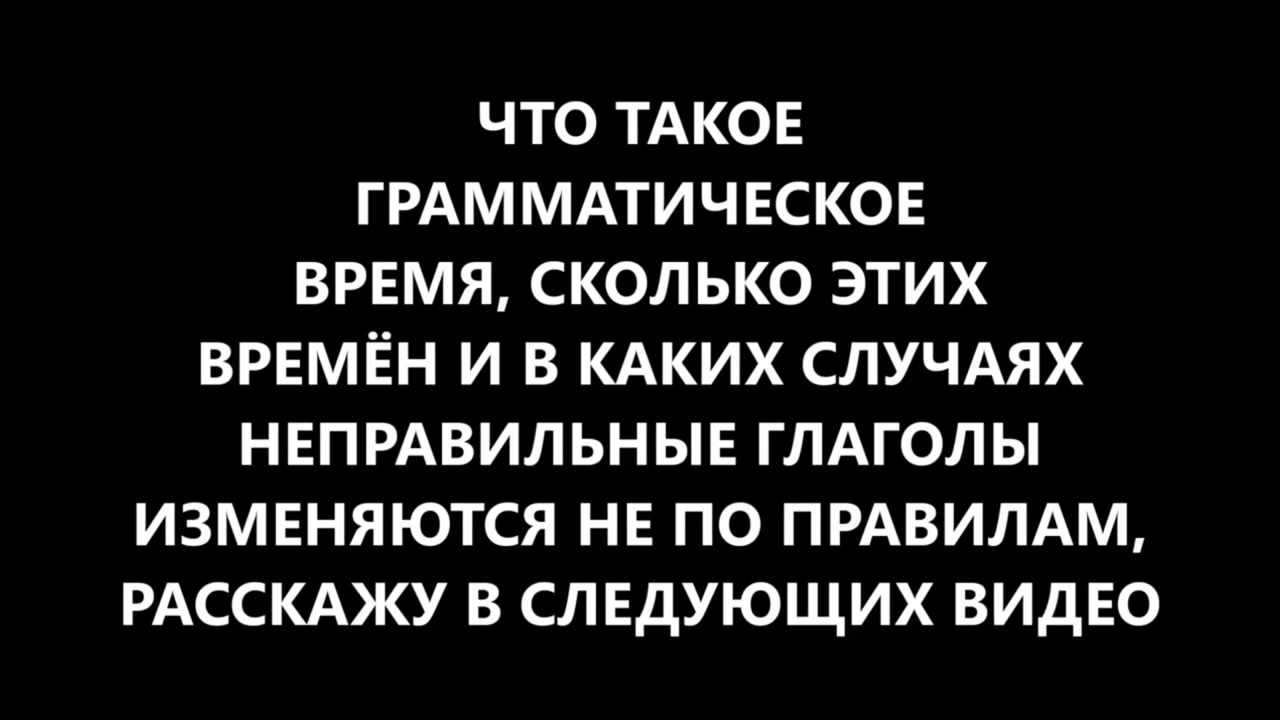 ЧТО ТАКОЕ
ГРАММАТИЧЕСКОЕ
ВРЕМЯ, СКОЛЬКО ЭТИХ
ВРЕМЁН И В КАКИХ СЛУЧАЯХ
НЕПРАВИЛЬНЫЕ ГЛАГОЛЫ
ИЗМЕНЯЮТСЯ НЕ ПО ПРАВИЛАМ,
РАССКАЖУ В СЛЕДУЮЩИХ ВИДЕО